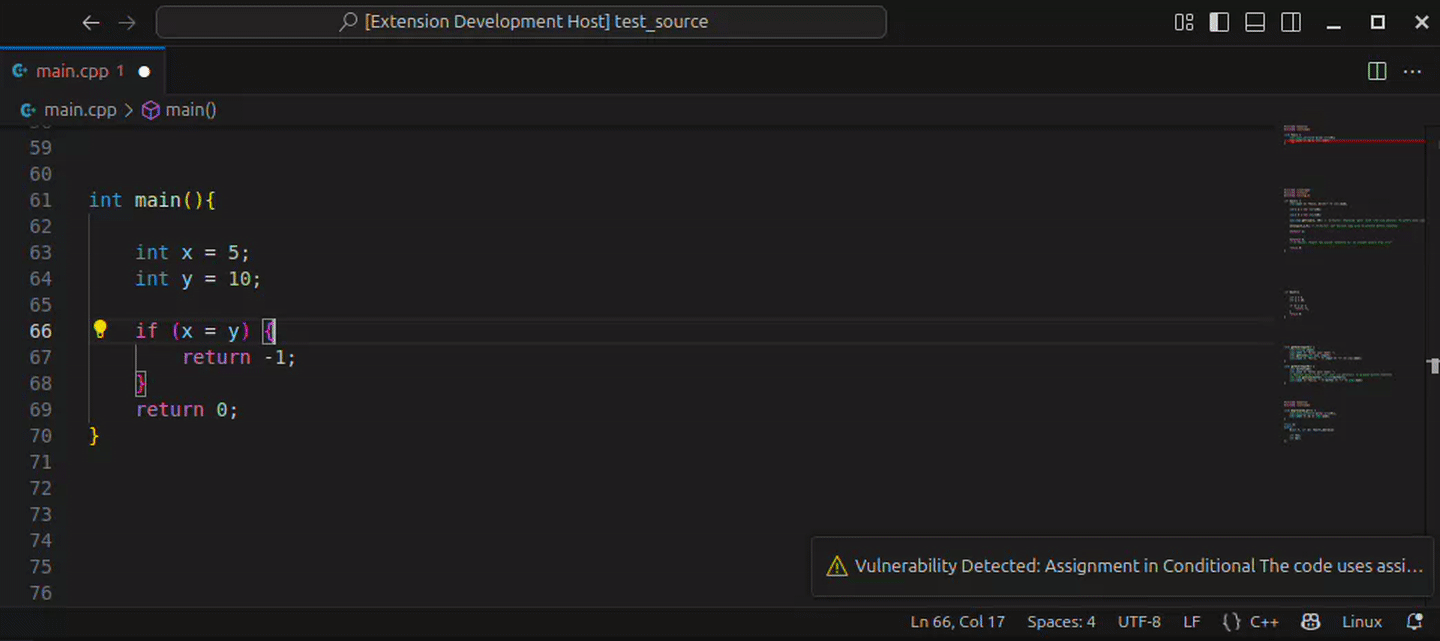 [Extension Development Host] test_source
main.cpp 1
main.cpp > main()
59
60
61 int main(){
62
63 int x = 5;
64 int y = 10;
65
66 if (x = y) {
67 return -1;
68 }
69 return 0;
70 }
71
72
73
74
75
76
Vulnerability Detected: Assignment in Conditional The code uses assi...
Ln 66, Col 17 Spaces: 4 UTF-8 LF {} C++ Linux